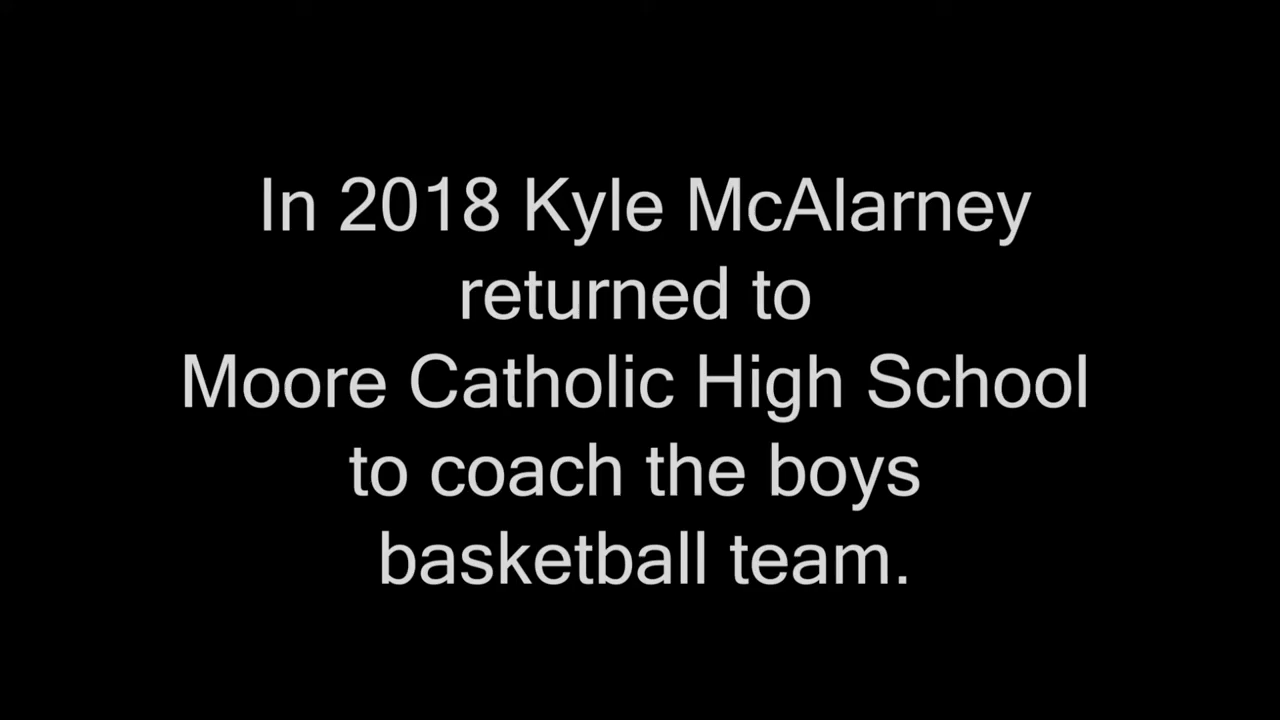 In 2018 Kyle McAlarney
returned to
Moore Catholic High School
to coach the boys
basketball team.